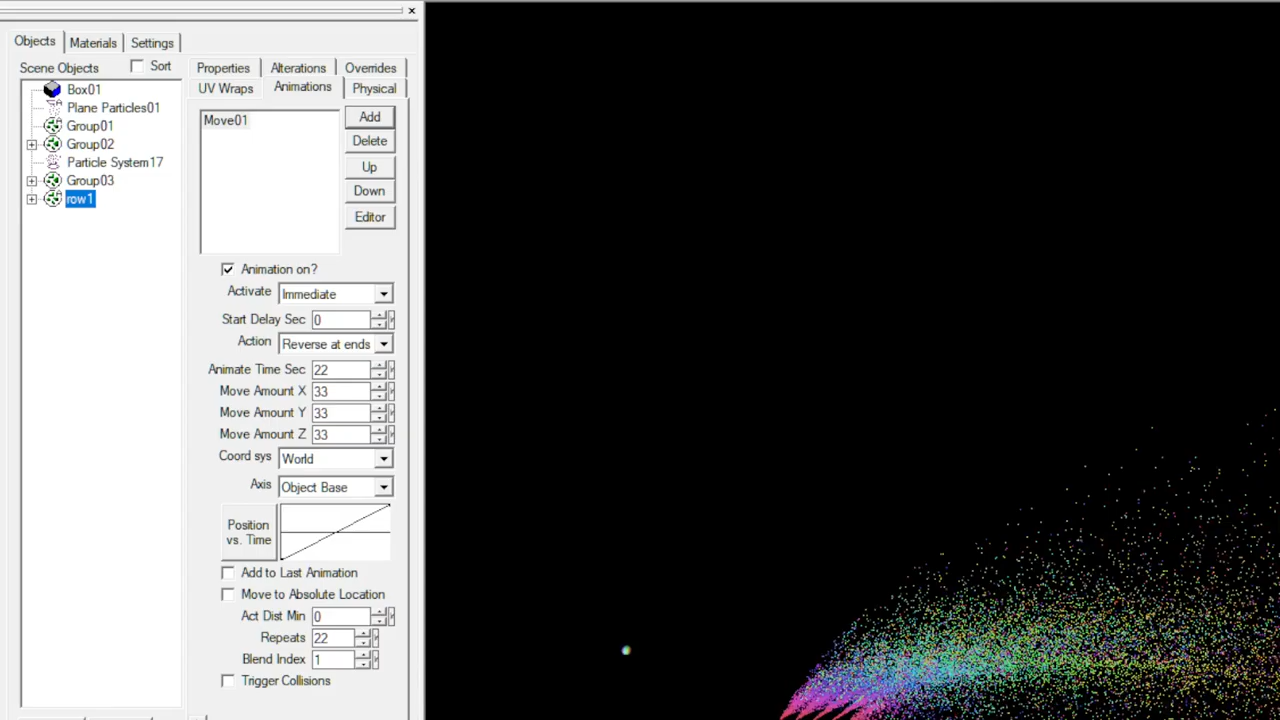 Objects Materials Settings
Scene Objects Sort
Box01
Plane Particles01
Group01
Group02
Particle System17
Group03
row1
Properties Alterations Overrides
UV Wraps Animations Physical
Move01
Add
Delete
Up
Down
Editor
Animation on?
Activate Immediate
Start Delay Sec 0
Action Reverse at ends
Animate Time Sec 22
Move Amount X 33
Move Amount Y 33
Move Amount Z 33
Coord sys World
Axis Object Base
Position
vs. Time
Add to Last Animation
Move to Absolute Location
Act Dist Min 0
Repeats 22
Blend Index 1
Trigger Collisions